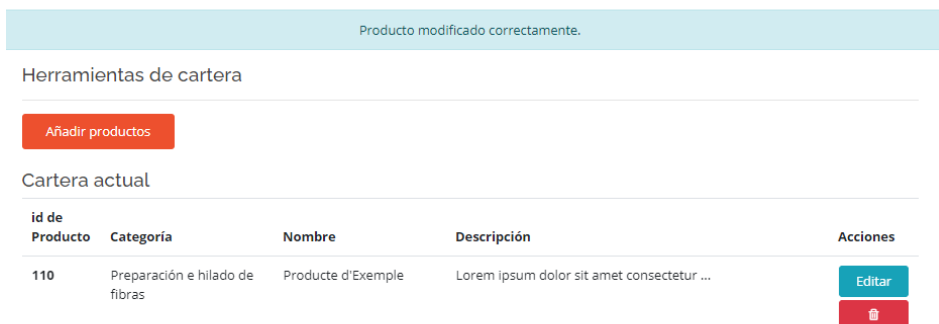 Producto modificado correctamente.
Herramientas de cartera
Añadir productos
Cartera actual
id de
Producto Categoría Nombre Descripción Acciones
110 Preparación e hilado de Producte d'Exemple Lorem ipsum dolor sit amet consectetur ... Editar
fibras